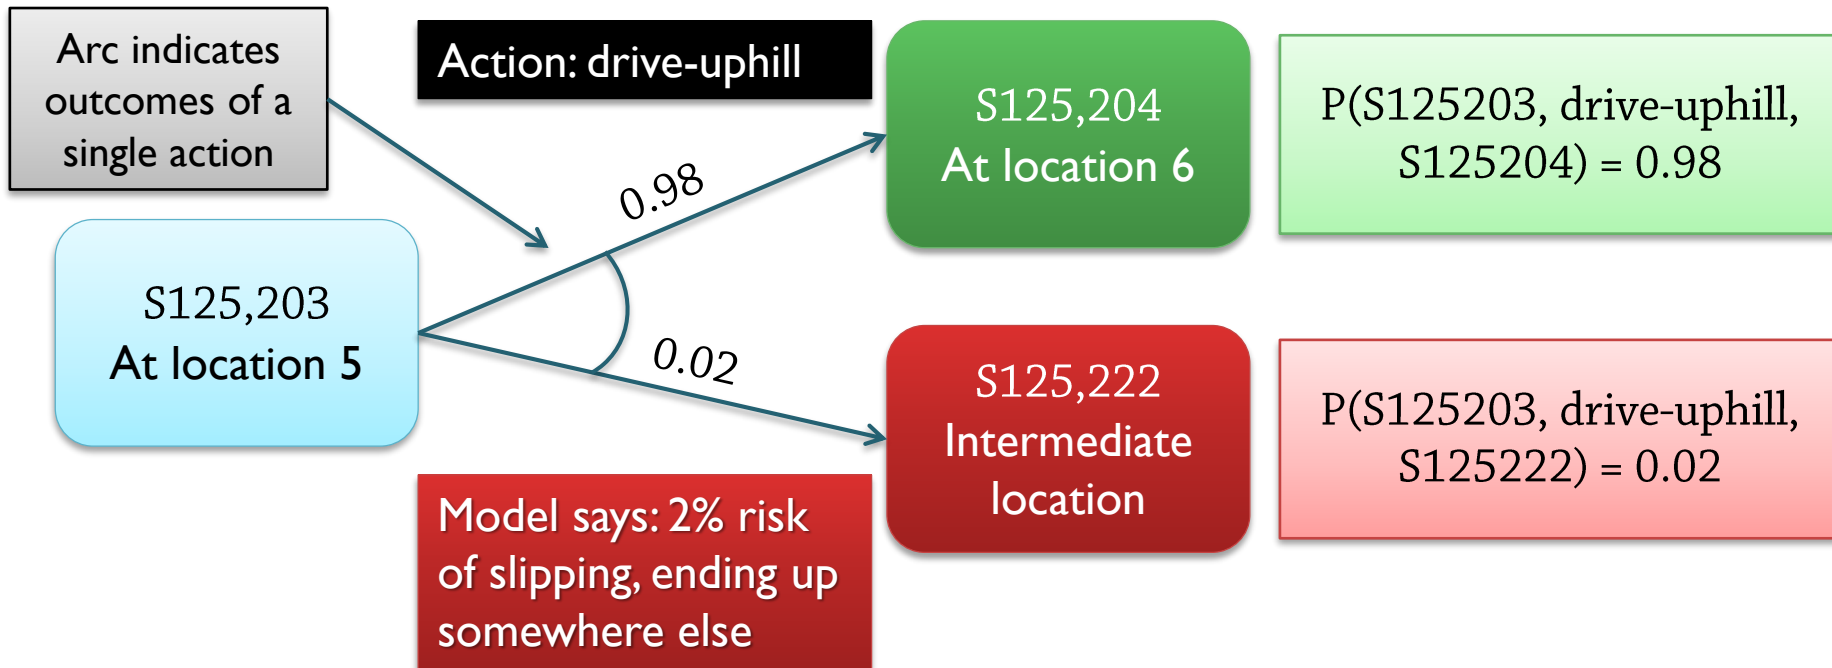 Arc indicates
outcomes of a
single action
Action: drive-uphill
S125,204
At location 6
P(S125203, drive-uphill,
S125204) = 0.98
0.98
S125,203
At location 5
0.02
S125,222
Intermediate
location
P(S125203, drive-uphill,
S125222) = 0.02
Model says: 2% risk
of slipping, ending up
somewhere else